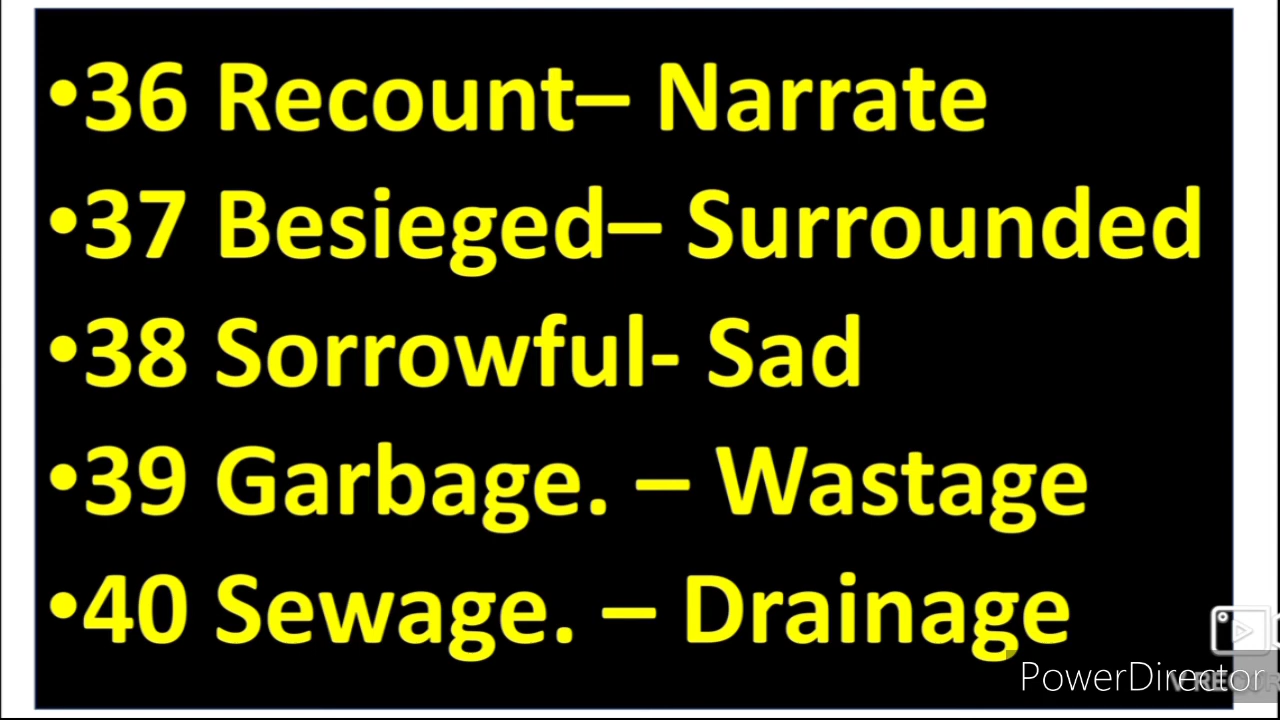 •36 Recount– Narrate
•37 Besieged– Surrounded
•38 Sorrowful- Sad
•39 Garbage. – Wastage
•40 Sewage. – Drainage
PowerDirector